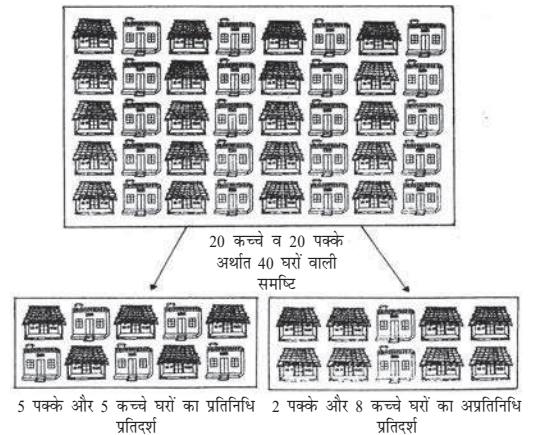 20 कच्चे व 20 पक्के
अर्थात 40 घरों वाली
समष्टि
5 पक्के और 5 कच्चे घरों का प्रतिनिधि
प्रतिदर्श
2 पक्के और 8 कच्चे घरों का अप्रतिनिधि
प्रतिदर्श